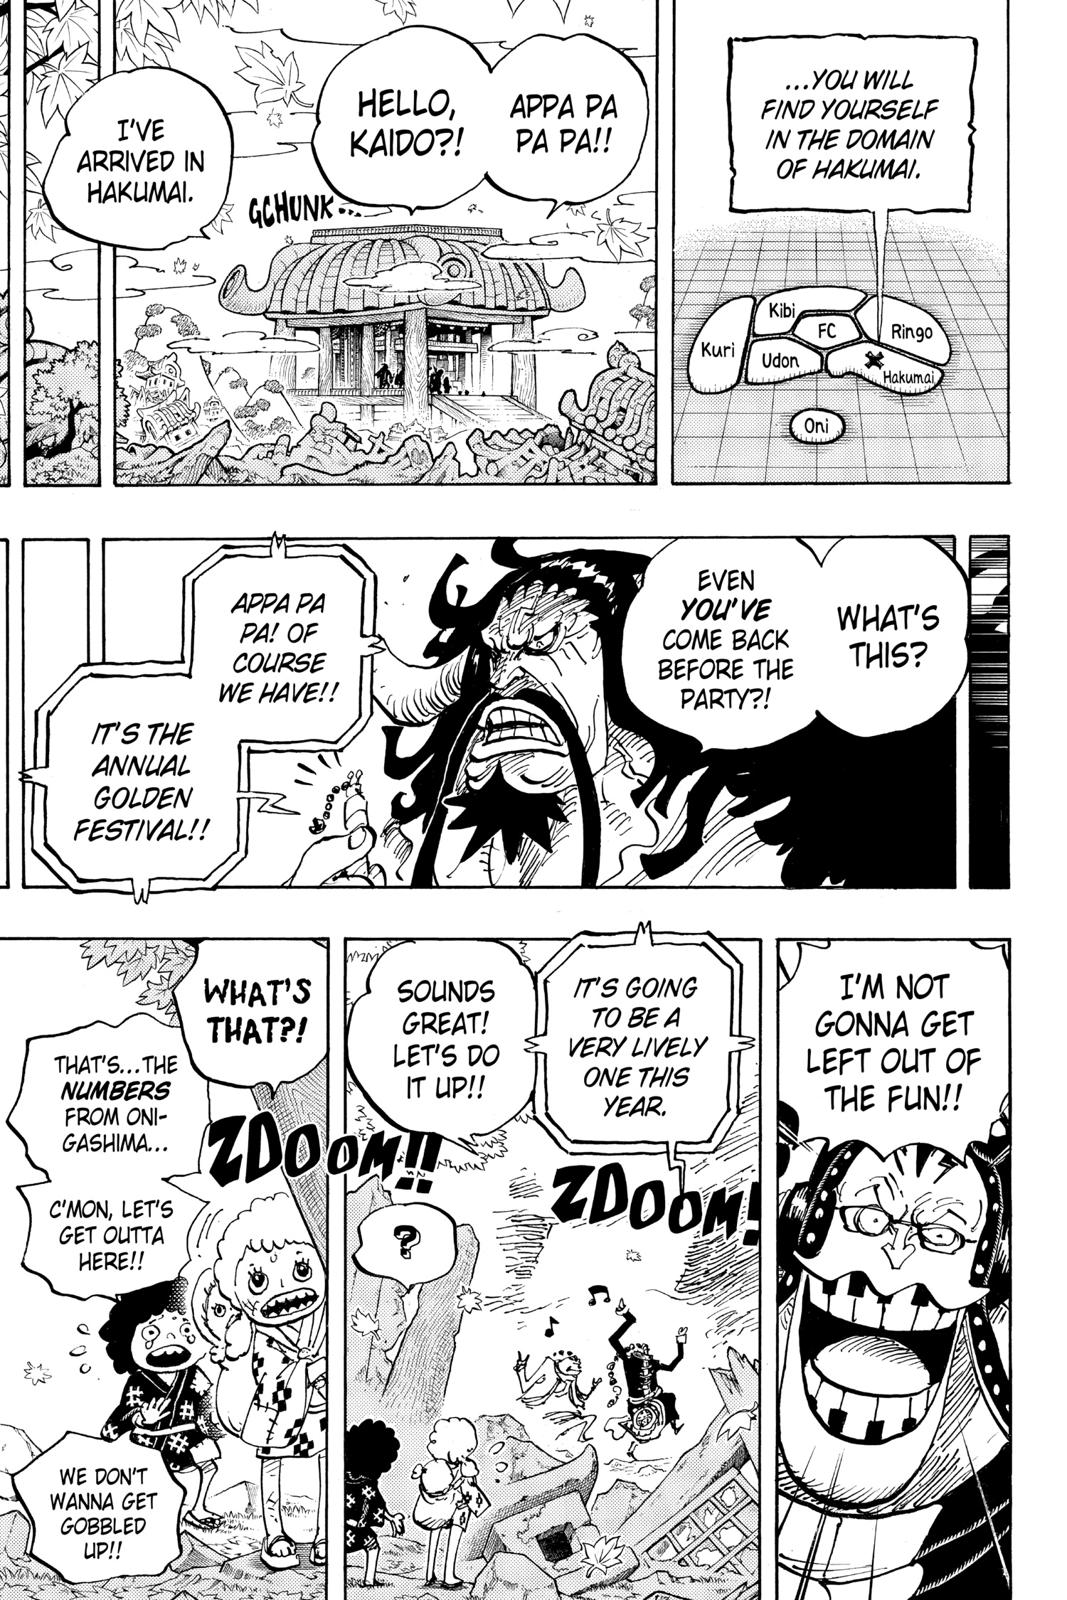 ...YOU WILL
FIND YOURSELF
IN THE DOMAIN
OF HAKUMAI.
Kuri
Kibi
FC
Udon
Ringo
Hakumai
Oni
APPA PA
PA PA!!
HELLO,
KAIDO?!
I'VE
ARRIVED IN
HAKUMAI.
GCHUNK...
WHAT'S
THIS?
EVEN
YOU'VE
COME BACK
BEFORE THE
PARTY?!
APPA PA
PA! OF
COURSE
WE HAVE!!
IT'S THE
ANNUAL
GOLDEN
FESTIVAL!!
I'M NOT
GONNA GET
LEFT OUT OF
THE FUN!!
IT'S GOING
TO BE A
VERY LIVELY
ONE THIS
YEAR.
SOUNDS
GREAT!
LET'S DO
IT UP!!
ZDOOM!
?
ZDOOM!!
WHAT'S
THAT?!
THAT'S...THE
NUMBERS
FROM ONI-
GASHIMA...
C'MON, LET'S
GET OUTTA
HERE!!
WE DON'T
WANNA GET
GOBBLED
UP!!